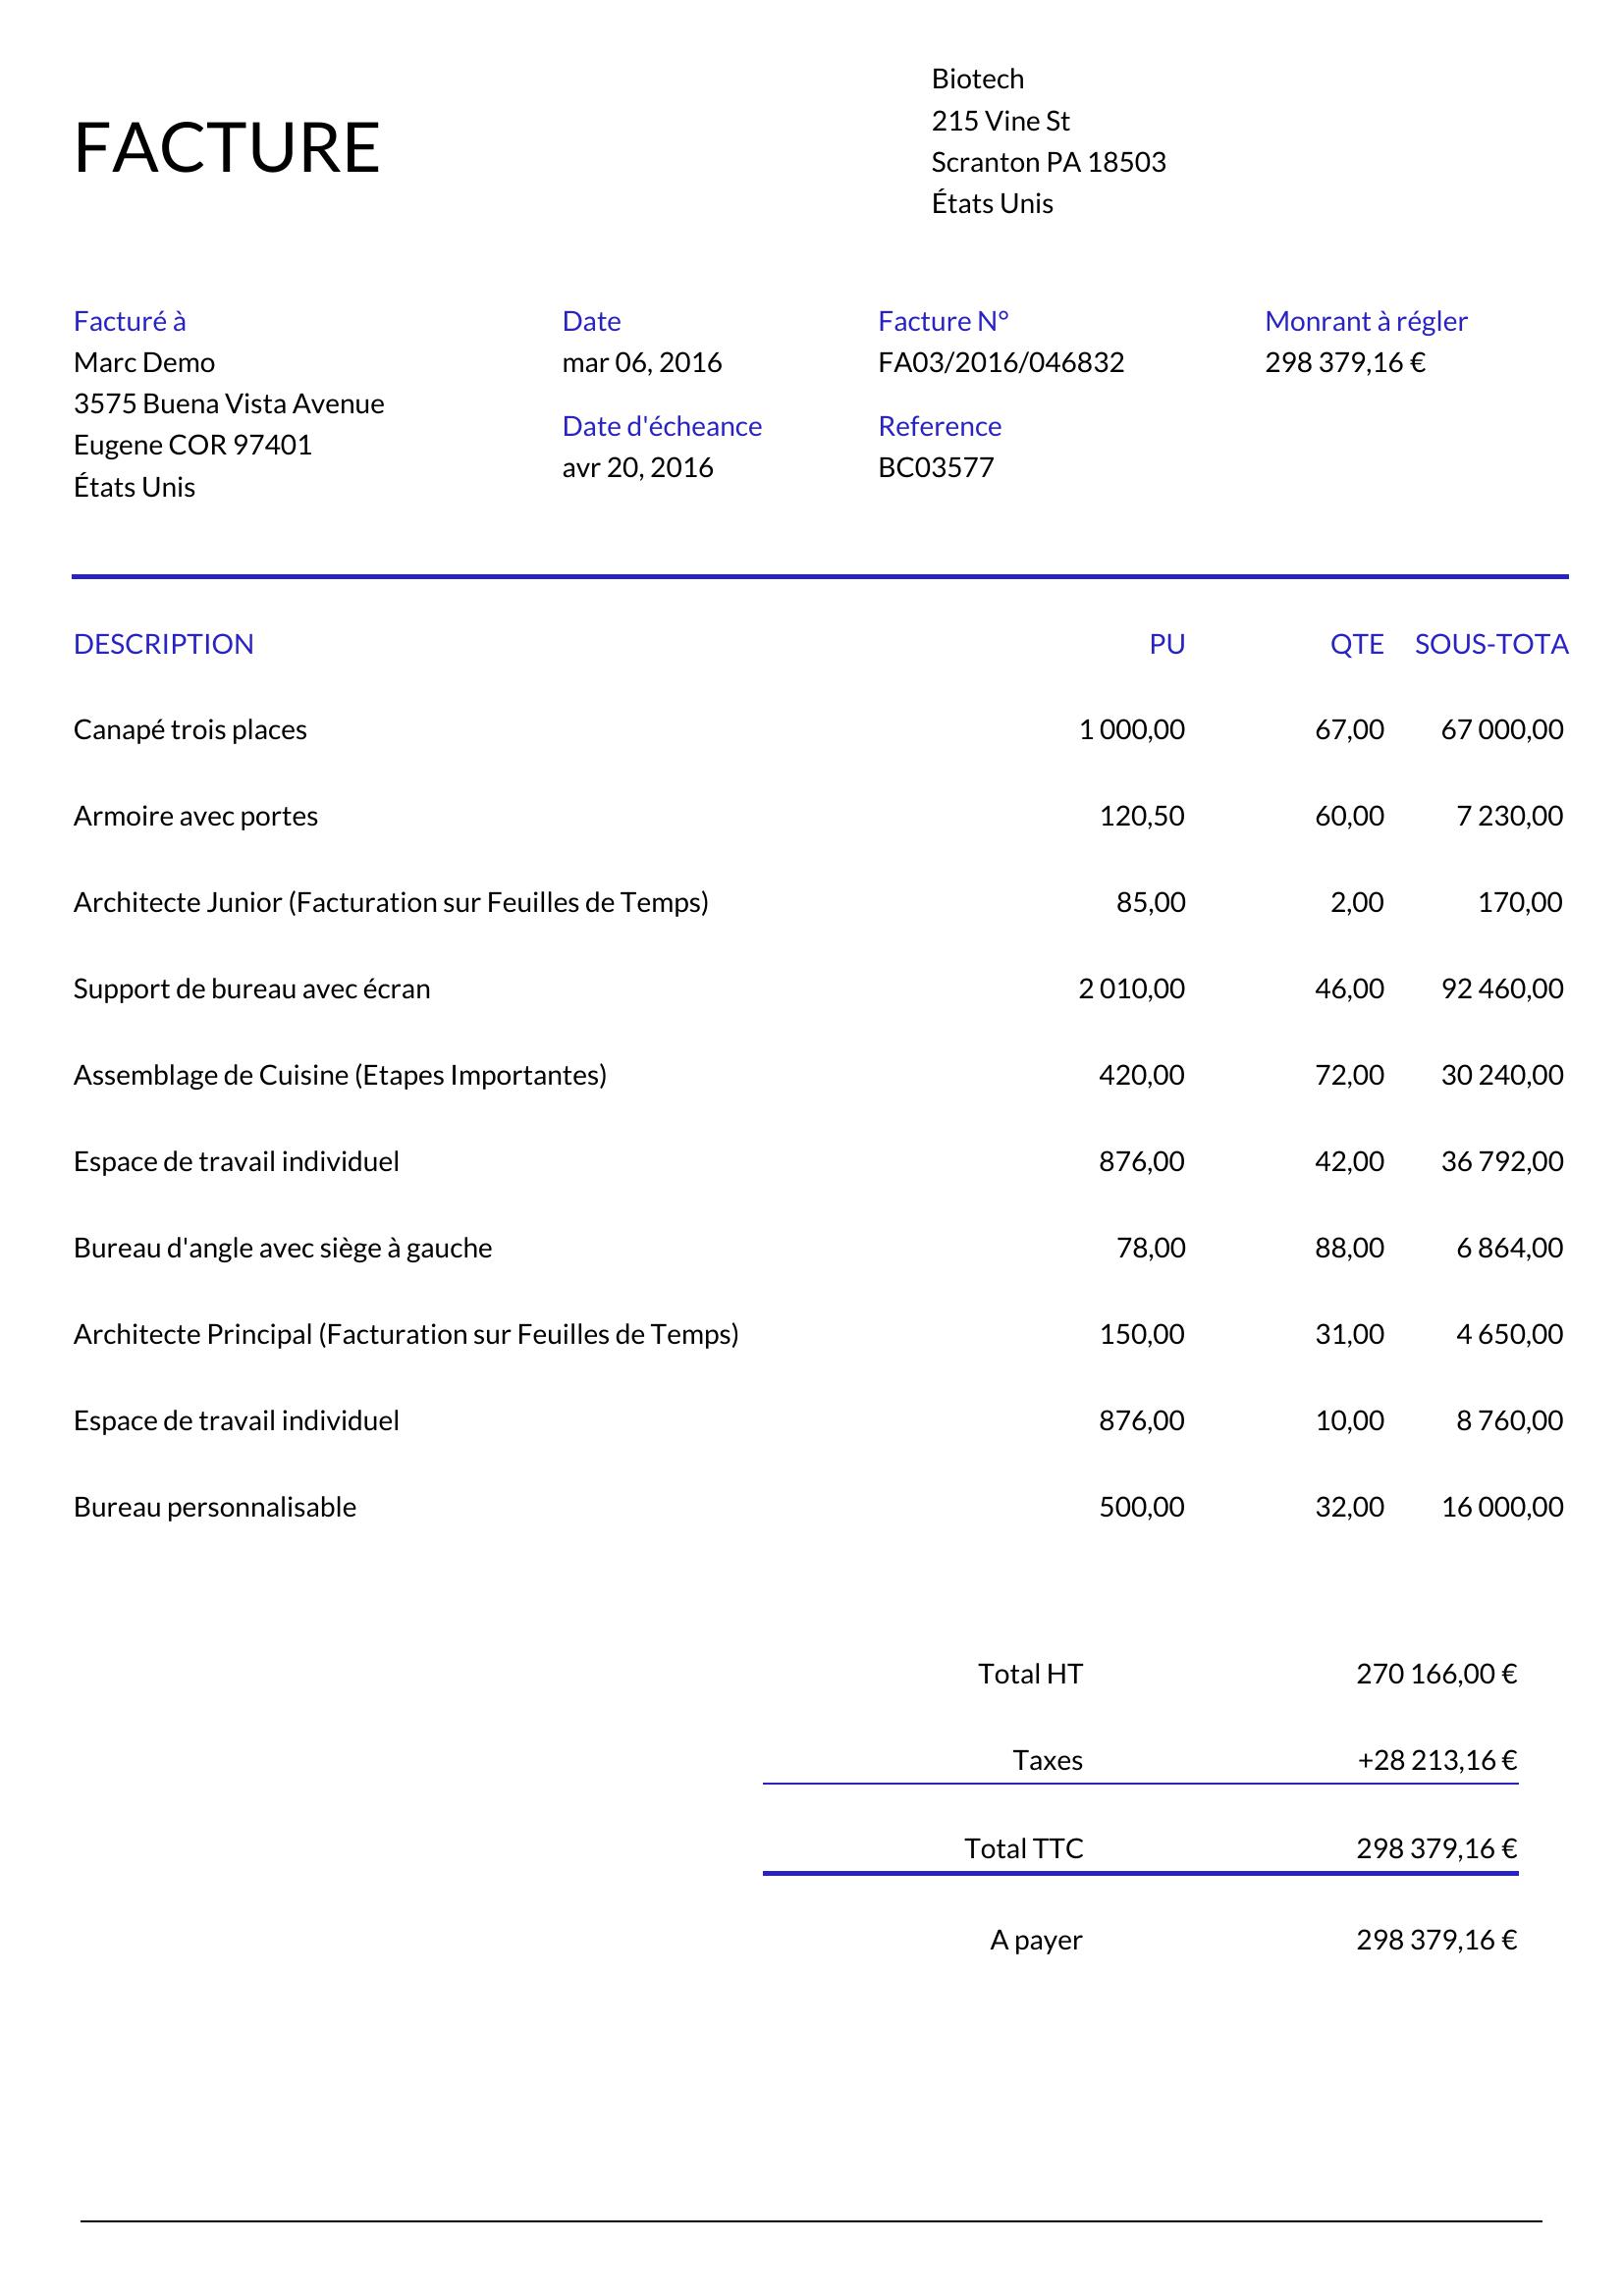 FACTURE
Biotech
215 Vine St
Scranton PA 18503
États Unis
Facturé à
Marc Demo
3575 Buena Vista Avenue
Eugene COR 97401
États Unis
Date
mar 06, 2016
Date d'écheance
avr 20, 2016
Facture N°
FA03/2016/046832
Reference
BC03577
Monrant à régler
298 379,16 €
DESCRIPTION PU QTE SOUS-TOTA
Canapé trois places 1 000,00 67,00 67 000,00
Armoire avec portes 120,50 60,00 7 230,00
Architecte Junior (Facturation sur Feuilles de Temps) 85,00 2,00 170,00
Support de bureau avec écran 2 010,00 46,00 92 460,00
Assemblage de Cuisine (Etapes Importantes) 420,00 72,00 30 240,00
Espace de travail individuel 876,00 42,00 36 792,00
Bureau d'angle avec siège à gauche 78,00 88,00 6 864,00
Architecte Principal (Facturation sur Feuilles de Temps) 150,00 31,00 4 650,00
Espace de travail individuel 876,00 10,00 8 760,00
Bureau personnalisable 500,00 32,00 16 000,00
Total HT 270 166,00 €
Taxes +28 213,16 €
Total TTC 298 379,16 €
A payer 298 379,16 €